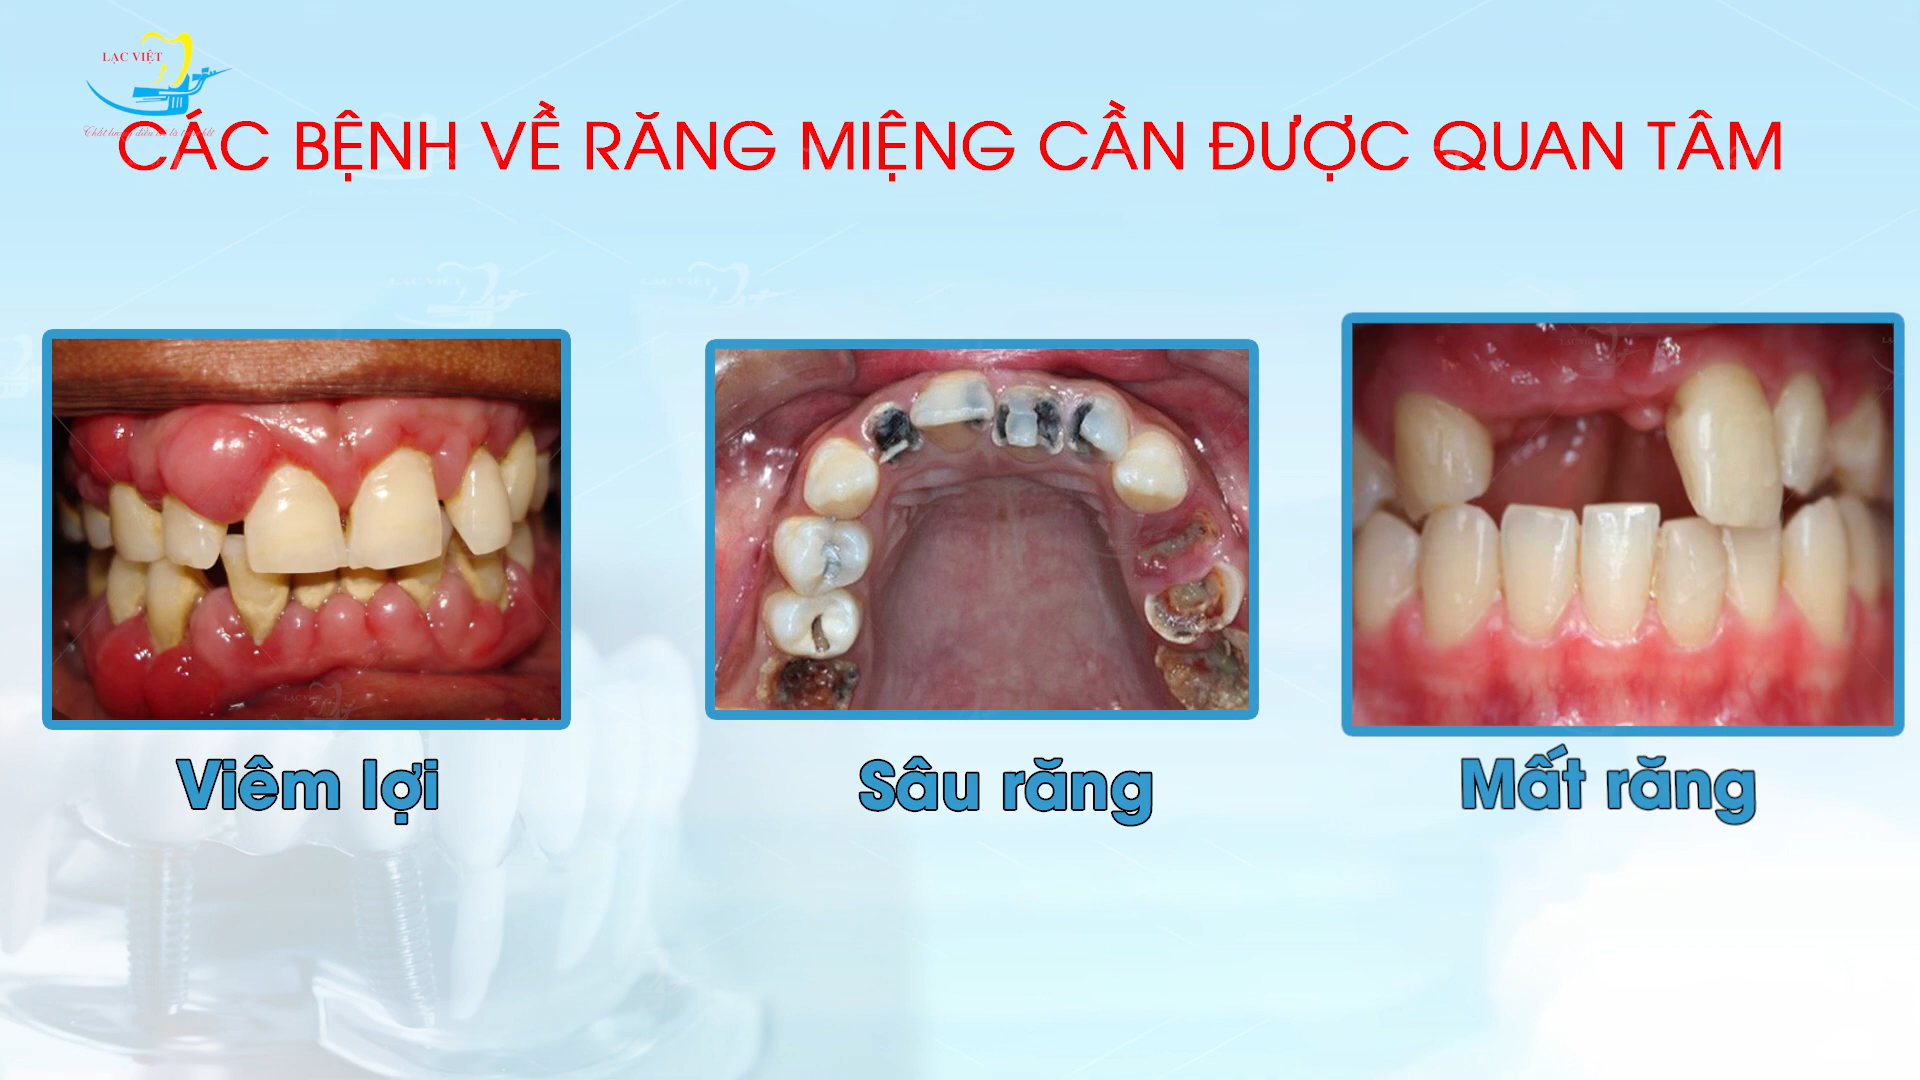 LẠC VIỆT
CÁC BỆNH VỀ RĂNG MIỆNG CẦN ĐƯỢC QUAN TÂM
Viêm lợi
Sâu răng
Mất răng